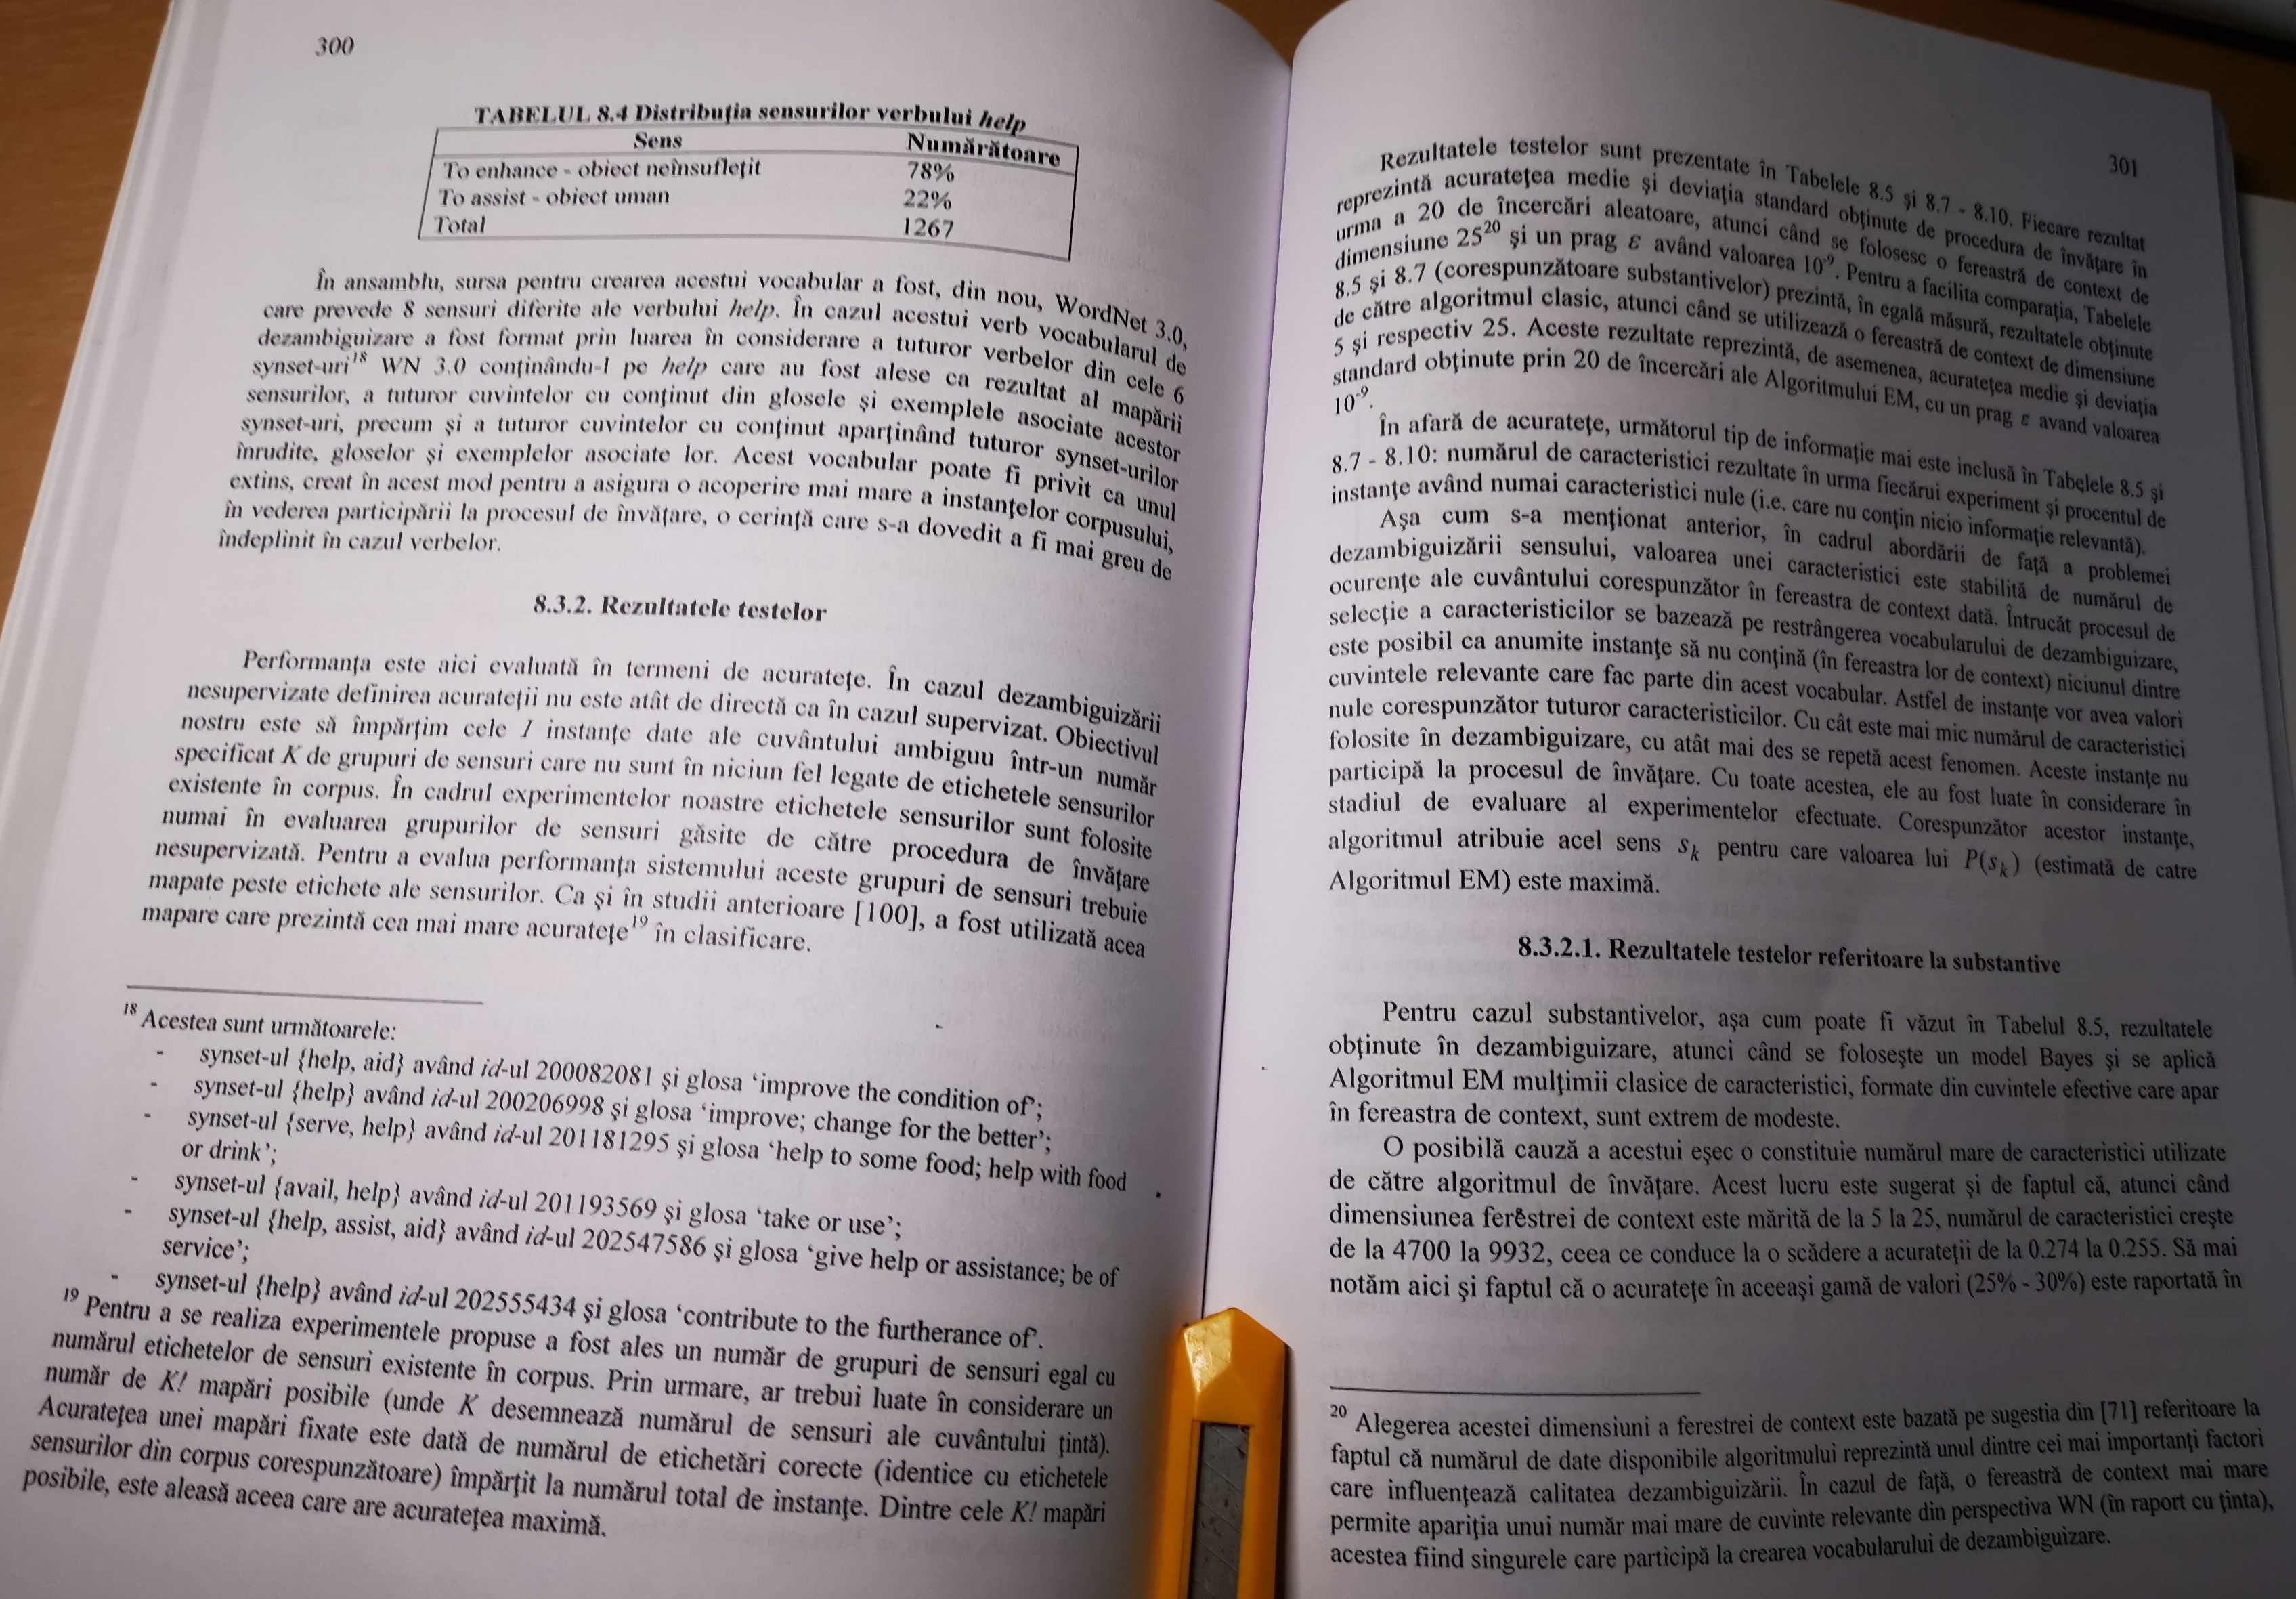 300
TABELUL 8.4 Distribuţia sensurilor verbului help
Sens Numărătoare
To enhance - obiect neînsufleţit 78%
To assist - obiect uman 22%
Total 1267
În ansamblu, sursa pentru crearea acestui vocabular a fost, din nou, WordNet 3.0,
care prevede 8 sensuri diferite ale verbului help. În cazul acestui verb vocabularul de
dezambiguizare a fost format prin luarea în considerare a tuturor verbelor din cele 6
synset-uri18 WN 3.0 conţinându-l pe help care au fost alese ca rezultat al mapării
sensurilor, a tuturor cuvintelor cu conţinut din glosele şi exemplele asociate acestor
synset-uri, precum şi a tuturor cuvintelor cu conţinut aparţinând tuturor synset-urilor
înrudite, gloselor şi exemplelor asociate lor. Acest vocabular poate fi privit ca unul
extins, creat în acest mod pentru a asigura o acoperire mai mare a instanţelor corpusului,
în vederea participării la procesul de învăţare, o cerinţă care s-a dovedit a fi mai greu de
îndeplinit în cazul verbelor.
8.3.2. Rezultatele testelor
Performanţa este aici evaluată în termeni de acurateţe. În cazul dezambiguizării
nesupervizate definirea acurateţii nu este atât de directă ca în cazul supervizat. Obiectivul
nostru este să împărţim cele I instanţe date ale cuvântului ambiguu într-un număr
specificat K de grupuri de sensuri care nu sunt în niciun fel legate de etichetele sensurilor
existente în corpus. În cadrul experimentelor noastre etichetele sensurilor sunt folosite
numai în evaluarea grupurilor de sensuri găsite de către procedura de învăţare
nesupervizată. Pentru a evalua performanţa sistemului aceste grupuri de sensuri trebuie
mapate peste etichete ale sensurilor. Ca şi în studii anterioare [100], a fost utilizată acea
mapare care prezintă cea mai mare acurateţe19 în clasificare.
18 Acestea sunt următoarele:
- synset-ul {help, aid} având id-ul 200082081 şi glosa ‘improve the condition of’;
- synset-ul {help} având id-ul 200206998 şi glosa ‘improve; change for the better’;
- synset-ul {serve, help} având id-ul 201181295 şi glosa ‘help to some food; help with food
or drink’;
- synset-ul {avail, help} având id-ul 201193569 şi glosa ‘take or use’;
- synset-ul {help, assist, aid} având id-ul 202547586 şi glosa ‘give help or assistance; be of
service’;
- synset-ul {help} având id-ul 202555434 şi glosa ‘contribute to the furtherance of’.
19 Pentru a se realiza experimentele propuse a fost ales un număr de grupuri de sensuri egal cu
numărul etichetelor de sensuri existente în corpus. Prin urmare, ar trebui luate în considerare un
număr de K! mapări posibile (unde K desemnează numărul de sensuri ale cuvântului ţintă).
Acurateţea unei mapări fixate este dată de numărul de etichetări corecte (identice cu etichetele
sensurilor din corpus corespunzătoare) împărţit la numărul total de instanţe. Dintre cele K! mapări
posibile, este aleasă aceea care are acurateţea maximă.
301
Rezultatele testelor sunt prezentate în Tabelele 8.5 şi 8.7 - 8.10. Fiecare rezultat
reprezintă acurateţea medie şi deviaţia standard obţinute de procedura de învăţare în
urma a 20 de încercări aleatoare, atunci când se folosesc o fereastră de context de
dimensiune 2520 şi un prag ε având valoarea 10-9. Pentru a facilita comparaţia, Tabelele
8.5 şi 8.7 (corespunzătoare substantivelor) prezintă, în egală măsură, rezultatele obţinute
de către algoritmul clasic, atunci când se utilizează o fereastră de context de dimensiune
5 şi respectiv 25. Aceste rezultate reprezintă, de asemenea, acurateţea medie şi deviaţia
standard obţinute prin 20 de încercări ale Algoritmului EM, cu un prag ε avand valoarea
10-9.
În afară de acurateţe, următorul tip de informaţie mai este inclusă în Tabelele 8.5 şi
8.7 - 8.10: numărul de caracteristici rezultate în urma fiecărui experiment şi procentul de
instanţe având numai caracteristici nule (i.e. care nu conţin nicio informaţie relevantă).
Aşa cum s-a menţionat anterior, în cadrul abordării de faţă a problemei
dezambiguizării sensului, valoarea unei caracteristici este stabilită de numărul de
ocurenţe ale cuvântului corespunzător în fereastra de context dată. Întrucât procesul de
selecţie a caracteristicilor se bazează pe restrângerea vocabularului de dezambiguizare,
este posibil ca anumite instanţe să nu conţină (în fereastra lor de context) niciunul dintre
cuvintele relevante care fac parte din acest vocabular. Astfel de instanţe vor avea valori
nule corespunzător tuturor caracteristicilor. Cu cât este mai mic numărul de caracteristici
folosite în dezambiguizare, cu atât mai des se repetă acest fenomen. Aceste instanţe nu
participă la procesul de învăţare. Cu toate acestea, ele au fost luate în considerare în
stadiul de evaluare al experimentelor efectuate. Corespunzător acestor instanţe,
algoritmul atribuie acel sens sk pentru care valoarea lui P(sk) (estimată de catre
Algoritmul EM) este maximă.
8.3.2.1. Rezultatele testelor referitoare la substantive
Pentru cazul substantivelor, aşa cum poate fi văzut în Tabelul 8.5, rezultatele
obţinute în dezambiguizare, atunci când se foloseşte un model Bayes şi se aplică
Algoritmul EM mulţimii clasice de caracteristici, formate din cuvintele efective care apar
în fereastra de context, sunt extrem de modeste.
O posibilă cauză a acestui eşec o constituie numărul mare de caracteristici utilizate
de către algoritmul de învăţare. Acest lucru este sugerat şi de faptul că, atunci când
dimensiunea ferestrei de context este mărită de la 5 la 25, numărul de caracteristici creşte
de la 4700 la 9932, ceea ce conduce la o scădere a acurateţii de la 0.274 la 0.255. Să mai
notăm aici şi faptul că o acurateţe în aceeaşi gamă de valori (25% - 30%) este raportată în
20 Alegerea acestei dimensiuni a ferestrei de context este bazată pe sugestia din [71] referitoare la
faptul că numărul de date disponibile algoritmului reprezintă unul dintre cei mai importanţi factori
care influenţează calitatea dezambiguizării. În cazul de faţă, o fereastră de context mai mare
permite apariţia unui număr mai mare de cuvinte relevante din perspectiva WN (în raport cu ţinta),
acestea fiind singurele care participă la crearea vocabularului de dezambiguizare.